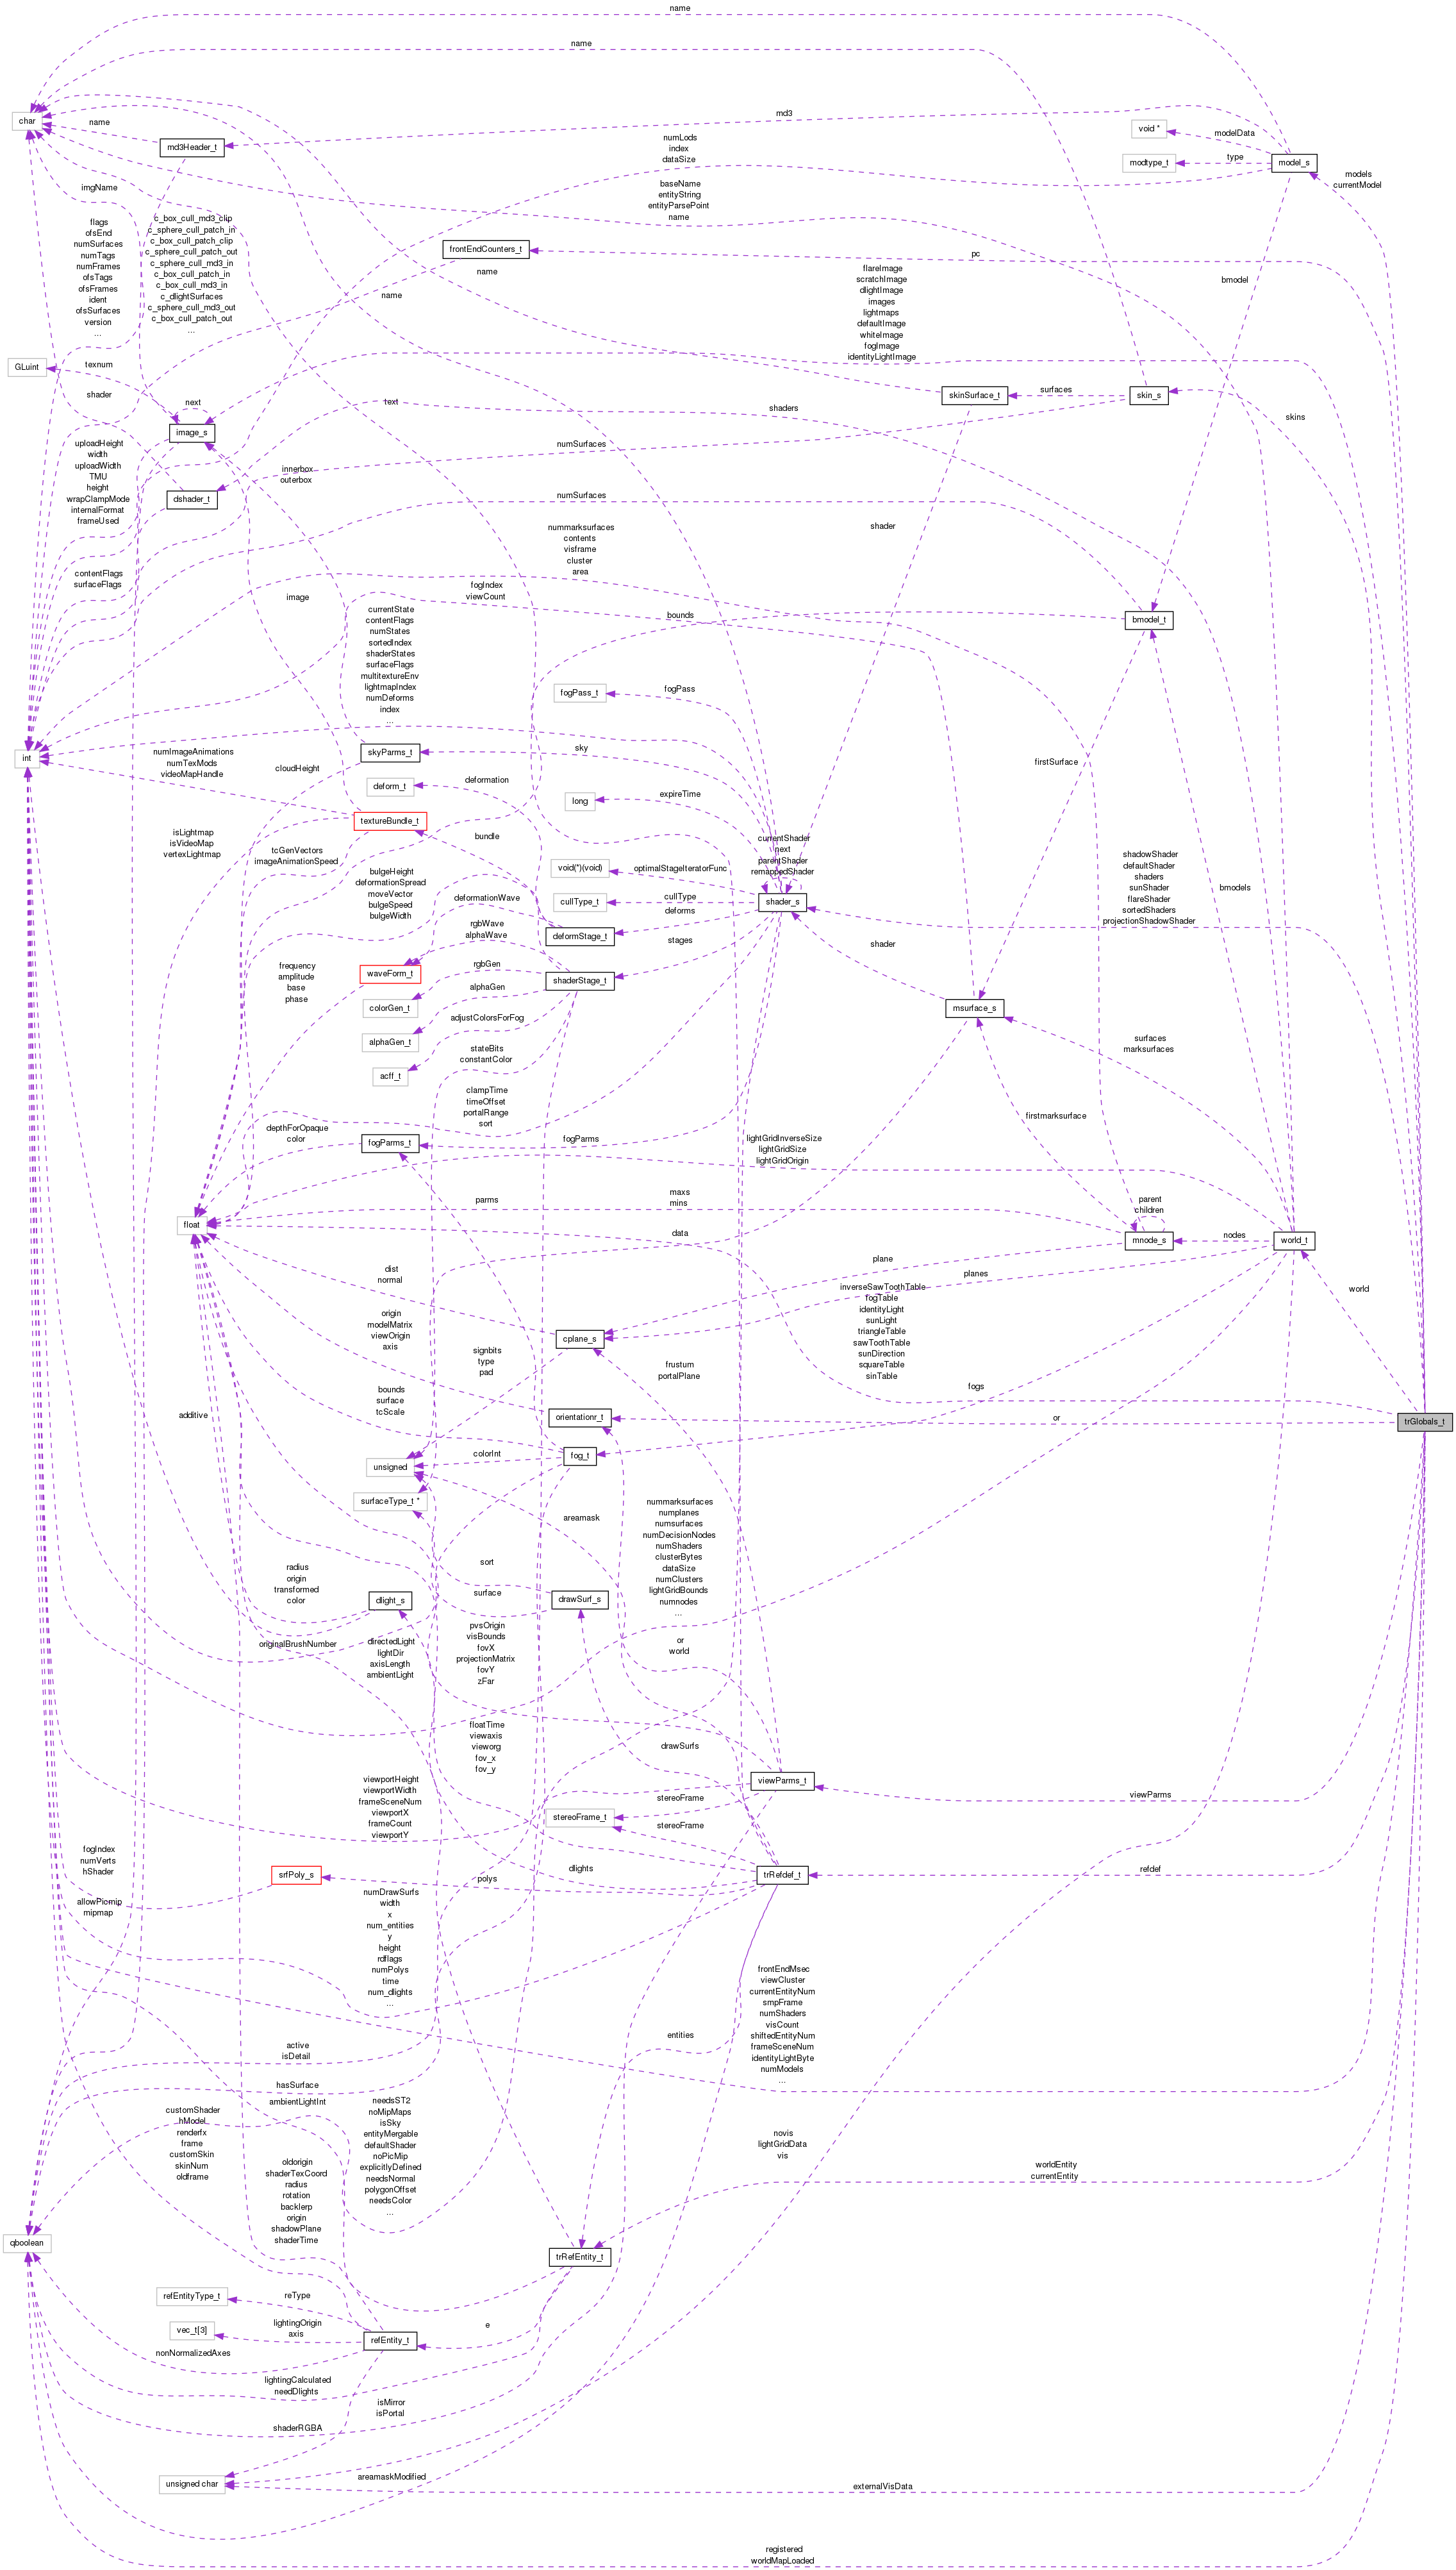 name
name
char
name
md3
md3Header_t
void *
modelData
modtype_t
type
model_s
models
currentModel
numLods
index
dataSize
imgName
baseName
entityString
entityParsePoint
name
flags
ofsEnd
numSurfaces
numTags
numFrames
ofsTags
ofsFrames
ident
ofsSurfaces
version
...
c_box_cull_md3_clip
c_sphere_cull_patch_in
c_box_cull_patch_clip
c_sphere_cull_patch_out
c_sphere_cull_md3_in
c_box_cull_patch_in
c_box_cull_md3_in
c_dlightSurfaces
c_sphere_cull_md3_out
c_box_cull_patch_out
...
frontEndCounters_t
pc
name
name
bmodel
flareImage
scratchImage
dlightImage
images
lightmaps
defaultImage
whiteImage
fogImage
identityLightImage
GLuint
texnum
shader
next
image_s
text
shaders
skinSurface_t
surfaces
skin_s
skins
uploadHeight
width
uploadWidth
TMU
height
wrapClampMode
internalFormat
frameUsed
dshader_t
innerbox
outerbox
numSurfaces
numSurfaces
shader
nummarksurfaces
contents
visframe
cluster
area
contentFlags
surfaceFlags
image
fogIndex
viewCount
bounds
bmodel_t
currentState
contentFlags
numStates
sortedIndex
shaderStates
surfaceFlags
multitextureEnv
lightmapIndex
numDeforms
index
...
fogPass_t
fogPass
int
numImageAnimations
numTexMods
videoMapHandle
cloudHeight
skyParms_t
sky
firstSurface
deform_t
deformation
long
expireTime
textureBundle_t
bundle
isLightmap
isVideoMap
vertexLightmap
tcGenVectors
imageAnimationSpeed
currentShader
next
parentShader
remappedShader
void(*)(void)
optimalStageIteratorFunc
cullType_t
cullType
shader_s
bulgeHeight
deformationSpread
moveVector
bulgeSpeed
bulgeWidth
deformationWave
deforms
deformStage_t
shadowShader
defaultShader
shaders
sunShader
flareShader
sortedShaders
projectionShadowShader
bmodels
rgbWave
alphaWave
stages
shader
frequency
amplitude
base
phase
waveForm_t
rgbGen
shaderStage_t
colorGen_t
alphaGen
alphaGen_t
adjustColorsForFog
acff_t
stateBits
constantColor
msurface_s
surfaces
marksurfaces
clampTime
timeOffset
portalRange
sort
firstmarksurface
depthForOpaque
color
fogParms_t
fogParms
lightGridInverseSize
lightGridSize
lightGridOrigin
float
parms
maxs
mins
data
parent
children
mnode_s
nodes
world_t
plane
planes
world
dist
normal
origin
modelMatrix
viewOrigin
axis
cplane_s
signbits
type
pad
frustum
portalPlane
inverseSawToothTable
fogTable
identityLight
sunLight
triangleTable
sawToothTable
sunDirection
squareTable
sinTable
fogs
additive
bounds
surface
tcScale
orientationr_t
or
trGlobals_t
colorInt
fog_t
unsigned
surfaceType_t *
areamask
nummarksurfaces
numplanes
numsurfaces
numDecisionNodes
numShaders
clusterBytes
dataSize
numClusters
lightGridBounds
numnodes
...
radius
origin
transformed
color
dlight_s
sort
surface
drawSurf_s
originalBrushNumber
directedLight
lightDir
axisLength
ambientLight
pvsOrigin
visBounds
fovX
projectionMatrix
fovY
zFar
or
world
floatTime
viewaxis
vieworg
fov_x
fov_y
drawSurfs
viewportHeight
viewportWidth
frameSceneNum
viewportX
frameCount
viewportY
viewParms_t
viewParms
stereoFrame
stereoFrame_t
stereoFrame
fogIndex
numVerts
hShader
srfPoly_s
polys
dlights
trRefdef_t
refdef
allowPicmip
mipmap
numDrawSurfs
width
x
num_entities
y
height
rdflags
numPolys
time
num_dlights
...
frontEndMsec
viewCluster
currentEntityNum
smpFrame
numShaders
visCount
shiftedEntityNum
frameSceneNum
identityLightByte
numModels
...
active
isDetail
entities
hasSurface
ambientLightInt
customShader
hModel
renderfx
frame
customSkin
skinNum
oldframe
needsST2
noMipMaps
isSky
entityMergable
defaultShader
noPicMip
explicitlyDefined
needsNormal
polygonOffset
needsColor
...
novis
lightGridData
vis
worldEntity
currentEntity
oldorigin
shaderTexCoord
radius
rotation
backlerp
origin
shadowPlane
shaderTime
qboolean
trRefEntity_t
refEntityType_t
reType
vec_t[3]
lightingOrigin
axis
refEntity_t
e
nonNormalizedAxes
lightingCalculated
needDlights
isMirror
isPortal
shaderRGBA
unsigned char
areamaskModified
externalVisData
registered
worldMapLoaded